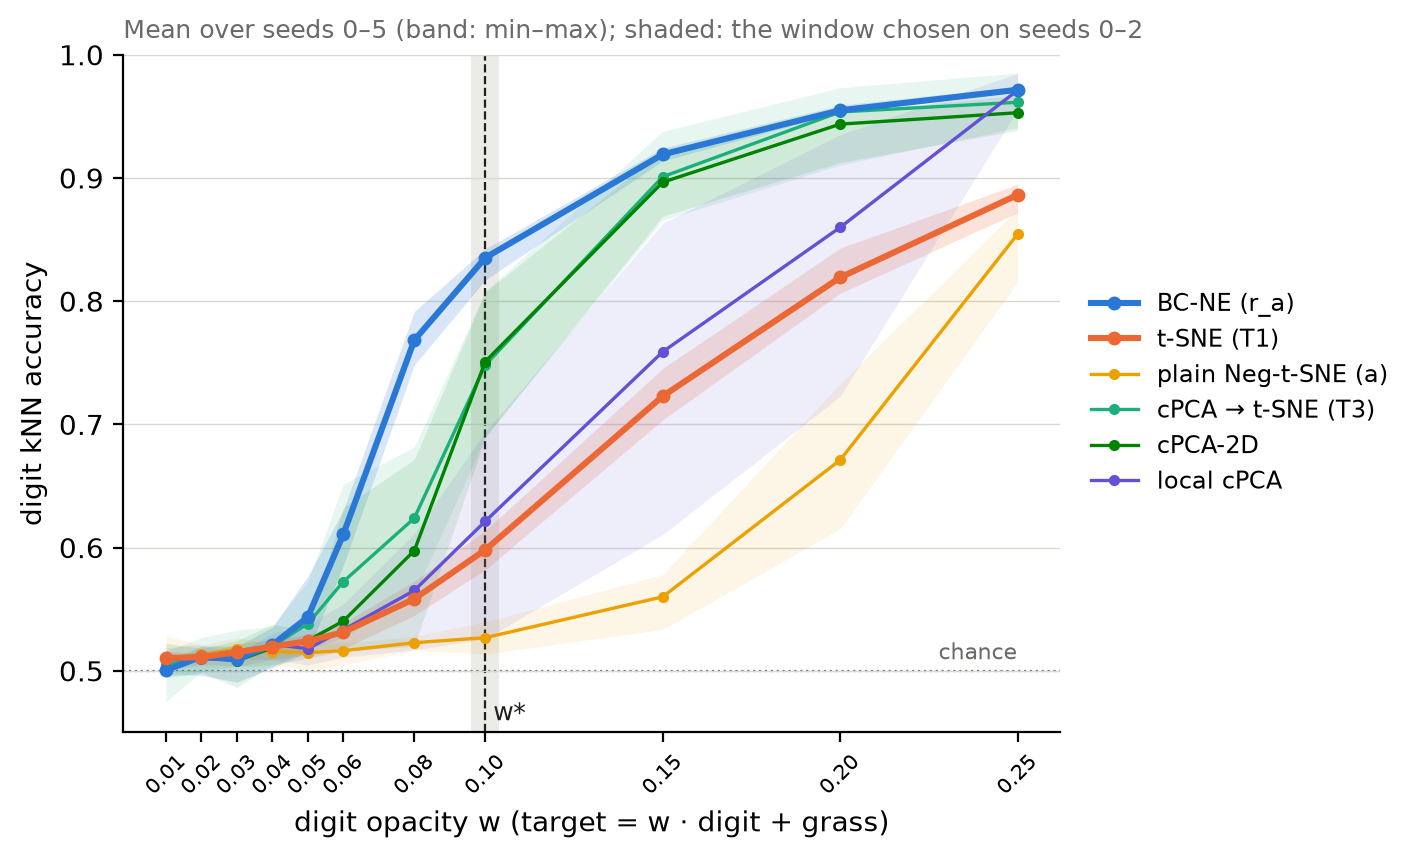 Mean over seeds 0–5 (band: min–max); shaded: the window chosen on seeds 0–2
1.0
0.9
0.8
0.7
0.6
0.5
digit kNN accuracy
chance
w*
0.01
0.02
0.03
0.04
0.05
0.06
0.08
0.10
0.15
0.20
0.25
digit opacity w (target = w · digit + grass)
BC-NE (r_a)
t-SNE (T1)
plain Neg-t-SNE (a)
cPCA → t-SNE (T3)
cPCA-2D
local cPCA